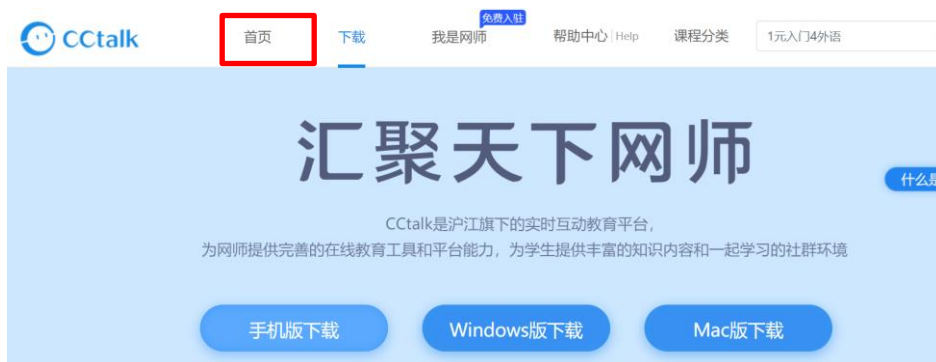 CCtalk
首页
下载
我是网师
免费入驻
帮助中心|Help
课程分类
1元入门4外语
汇聚天下网师
什么是
CCtalk是沪江旗下的实时互动教育平台，
为网师提供完善的在线教育工具和平台能力，为学生提供丰富的知识内容和一起学习的社群环境
手机版下载
Windows版下载
Mac版下载